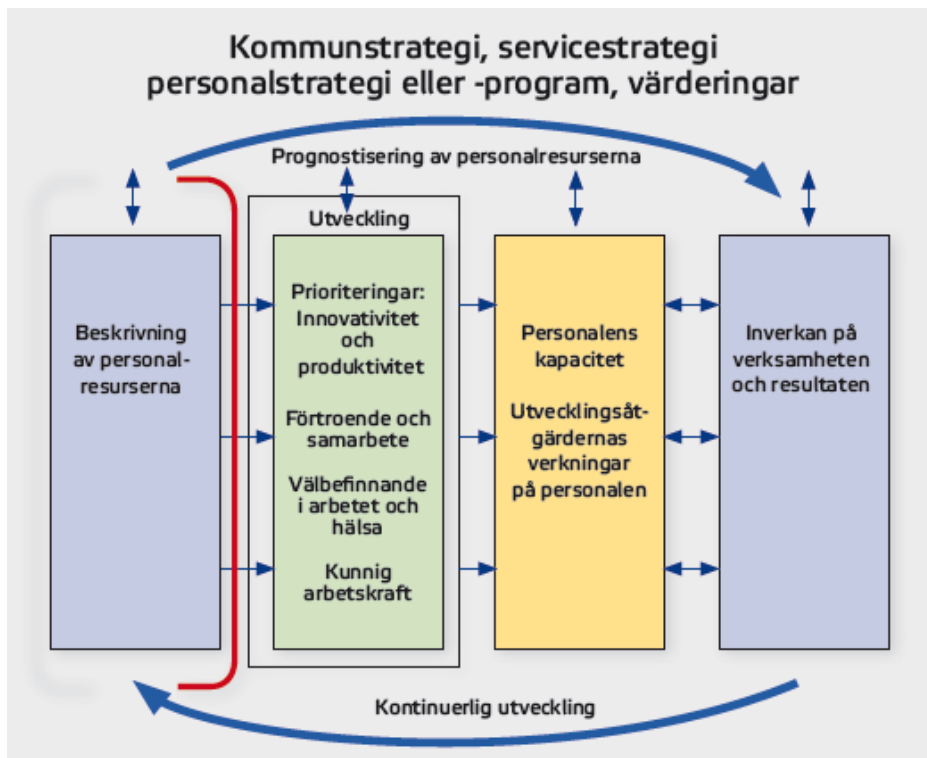 Kommunstrategi, servicestrategi
personalstrategi eller -program, värderingar
Prognostisering av personalresurserna
Utveckling
Beskrivning
av personal-
resurserna
Prioriteringar:
Innovativitet
och
produktivitet
Förtroende och
samarbete
Välbefinnande
i arbetet och
hälsa
Kunnig
arbetskraft
Personalens
kapacitet
Utvecklingsåt-
gärdernas
verkningar
på personalen
Inverkan på
verksamheten
och resultaten
Kontinuerlig utveckling